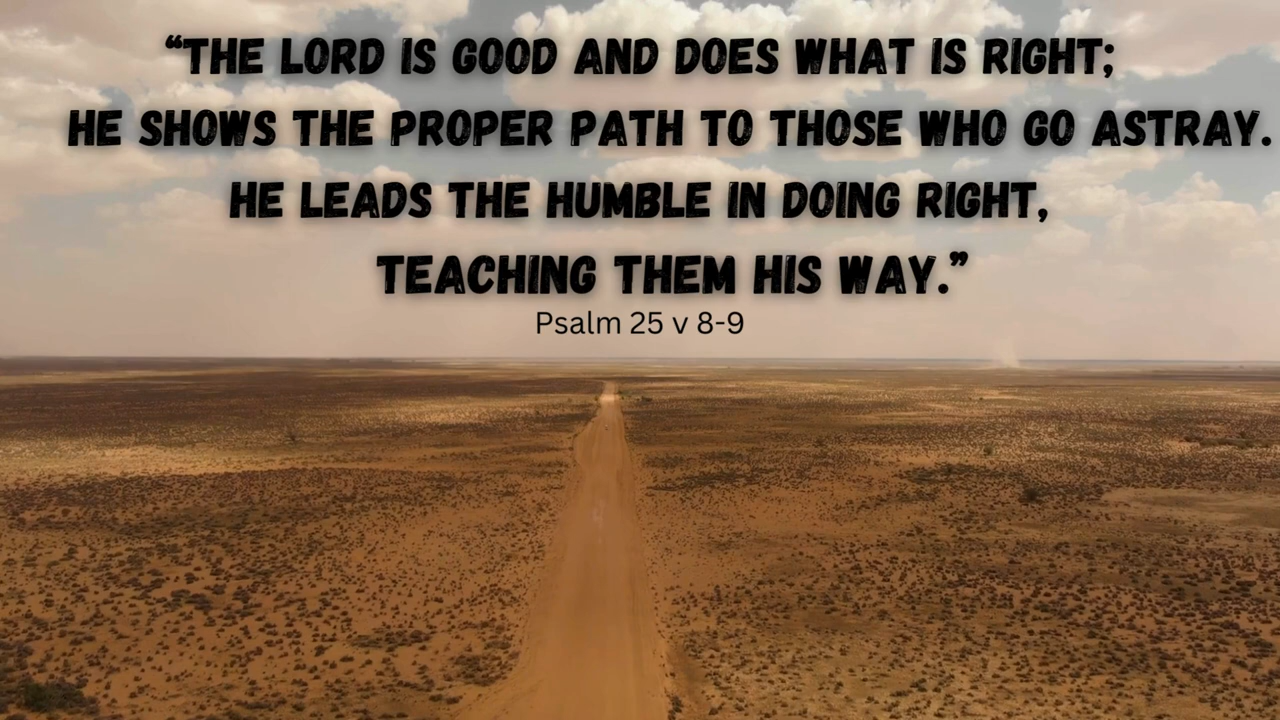 “THE LORD IS GOOD AND DOES WHAT IS RIGHT;
HE SHOWS THE PROPER PATH TO THOSE WHO GO ASTRAY.
HE LEADS THE HUMBLE IN DOING RIGHT,
TEACHING THEM HIS WAY.”
Psalm 25 v 8-9